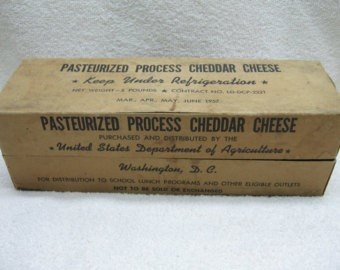 PASTEURIZED PROCESS CHEDDAR CHEESE
★ Keep Under Refrigeration ★
NET WEIGHT—5 POUNDS ★ CONTRACT NO.
MAR., APR., MAY, JUNE 1957
PASTEURIZED PROCESS CHEDDAR CHEESE
PURCHASED AND DISTRIBUTED BY THE
★ United States Department of Agriculture ★
Washington, D. C.
FOR DISTRIBUTION TO SCHOOL LUNCH PROGRAMS AND OTHER ELIGIBLE OUTLETS
NOT TO BE SOLD OR EXCHANGED